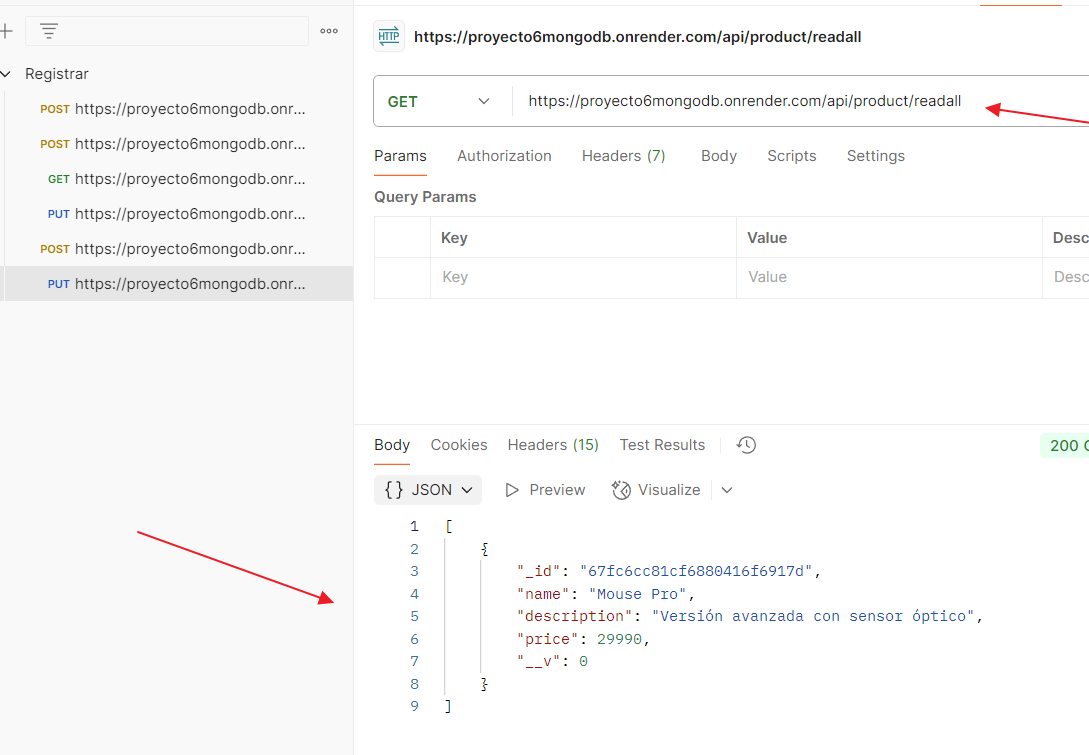 Registrar
POST https://proyecto6mongodb.onr...
POST https://proyecto6mongodb.onr...
GET https://proyecto6mongodb.onr...
PUT https://proyecto6mongodb.onr...
POST https://proyecto6mongodb.onr...
PUT https://proyecto6mongodb.onr...
HTTP https://proyecto6mongodb.onrender.com/api/product/readall
GET https://proyecto6mongodb.onrender.com/api/product/readall
Params Authorization Headers (7) Body Scripts Settings
Query Params
Key Value Desc
Key Value Desc
Body Cookies Headers (15) Test Results 200 O
{} JSON Preview Visualize
1 [
2 {
3 "_id": "67fc6cc81cf6880416f6917d",
4 "name": "Mouse Pro",
5 "description": "Versión avanzada con sensor óptico",
6 "price": 29990,
7 "__v": 0
8 }
9 ]